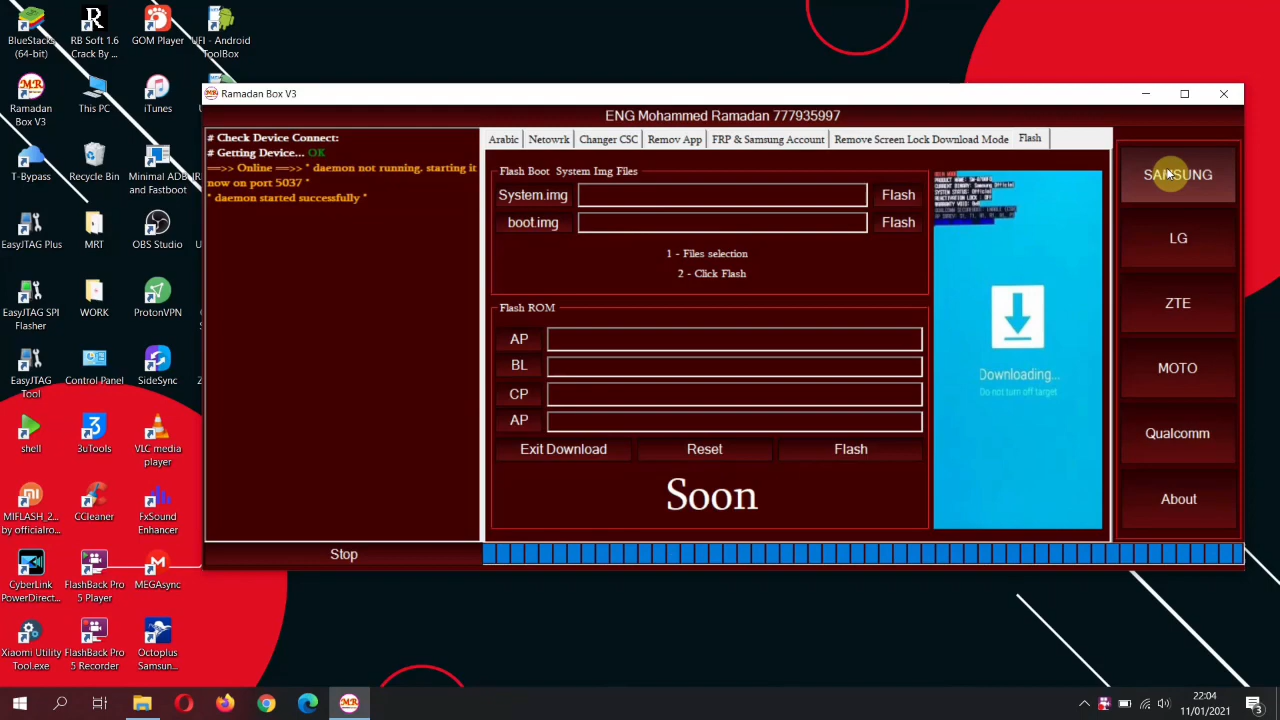 BlueStacks
(64-bit)
RB Soft 1.6
Crack By ...
GOM Player
UFI - Android
ToolBox
Ramadan
Box V3
This PC
iTunes
T-Bypass
Recycle Bin
Minimal ADB
and Fastboot
EasyJTAG Plus
MRT
OBS Studio
EasyJTAG SPI
Flasher
WORK
ProtonVPN
EasyJTAG
Tool
Control Panel
SideSync
shell
3uTools
VLC media
player
MIFLASH_2...
by officialro...
CCleaner
FxSound
Enhancer
CyberLink
PowerDirect...
FlashBack Pro
5 Player
MEGAsync
Xiaomi Utility
Tool.exe
FlashBack Pro
5 Recorder
Octoplus
Samsun...
MR
Ramadan Box V3
ENG Mohammed Ramadan 777935997
# Check Device Connect:
# Getting Device... OK
==>> Online ==>> * daemon not running. starting it
now on port 5037 *
* daemon started successfully *
Stop
Arabic
Netowrk
Changer CSC
Remov App
FRP & Samsung Account
Remove Screen Lock Download Mode
Flash
Flash Boot System Img Files
System.img
Flash
boot.img
Flash
1 - Files selection
2 - Click Flash
Flash ROM
AP
BL
CP
AP
Exit Download
Reset
Flash
Soon
Downloading...
Do not turn off target
SAMSUNG
LG
ZTE
MOTO
Qualcomm
About
MR
22:04
11/01/2021
3